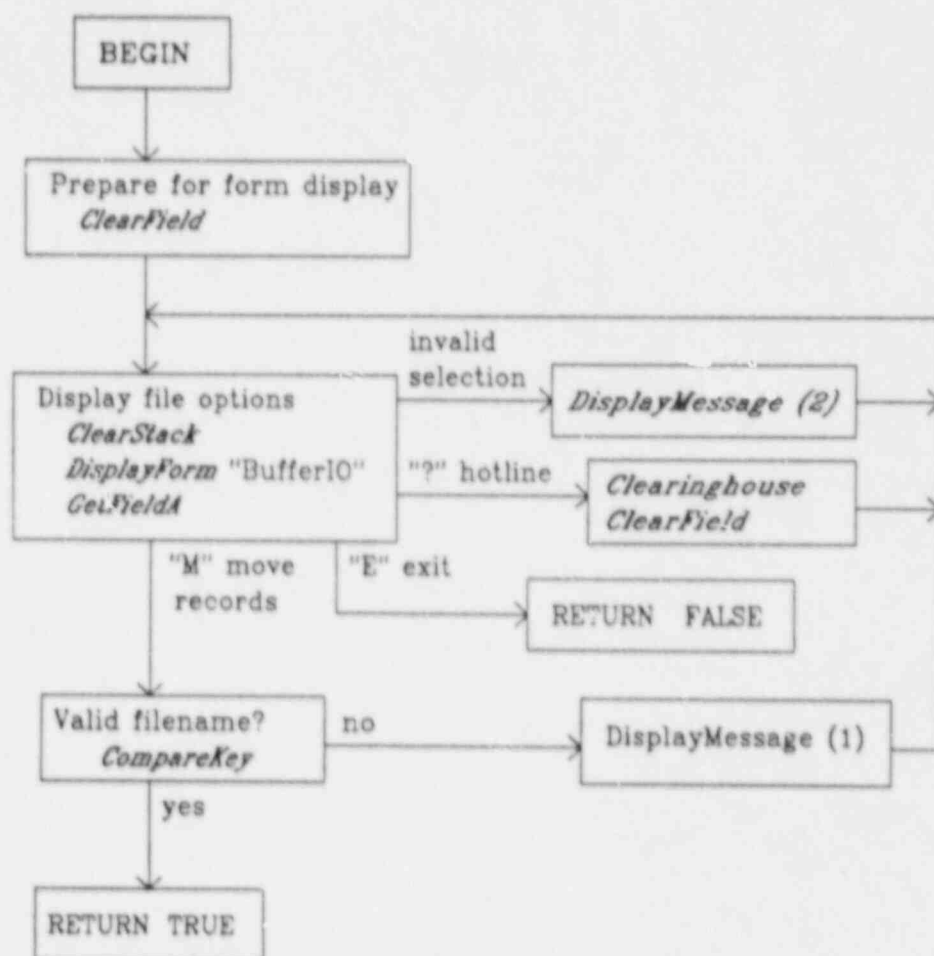 BEGIN
Prepare for form display
ClearField
invalid
selection
DisplayMessage (2)
Display file options
ClearStack
DisplayForm "BufferIO"
GetFieldA
"?" hotline
Clearinghouse
ClearField
"M" move
records
"E" exit
RETURN FALSE
Valid filename?
CompareKey
no
DisplayMessage (1)
yes
RETURN TRUE